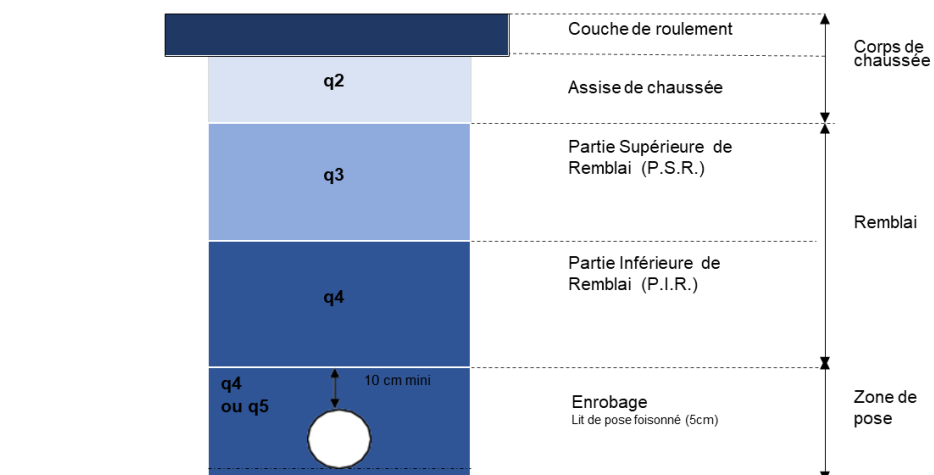 Couche de roulement
Corps de
chaussée
q2
Assise de chaussée
q3
Partie Supérieure de
Remblai (P.S.R.)
Remblai
q4
Partie Inférieure de
Remblai (P.I.R.)
10 cm mini
q4
ou q5
Enrobage
Lit de pose foisonné (5cm)
Zone de
pose